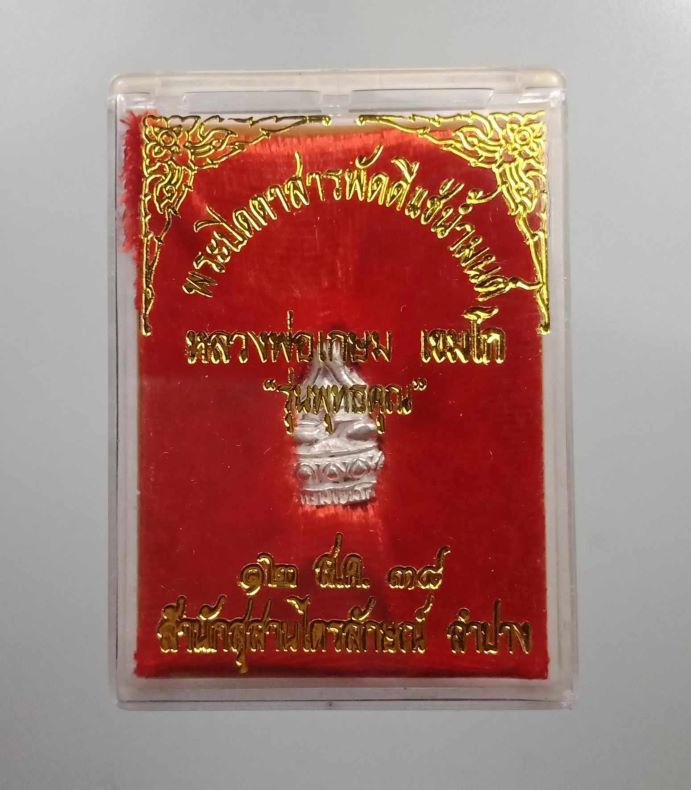 พระปิดตาสารพัดดีแช่น้ำมนต์
หลวงพ่อเกษม เขมโก
“รุ่นพุทธคุณ”
๑๒ ส.ค. ๓๘
สำนักสุสานไตรลักษณ์ ลำปาง